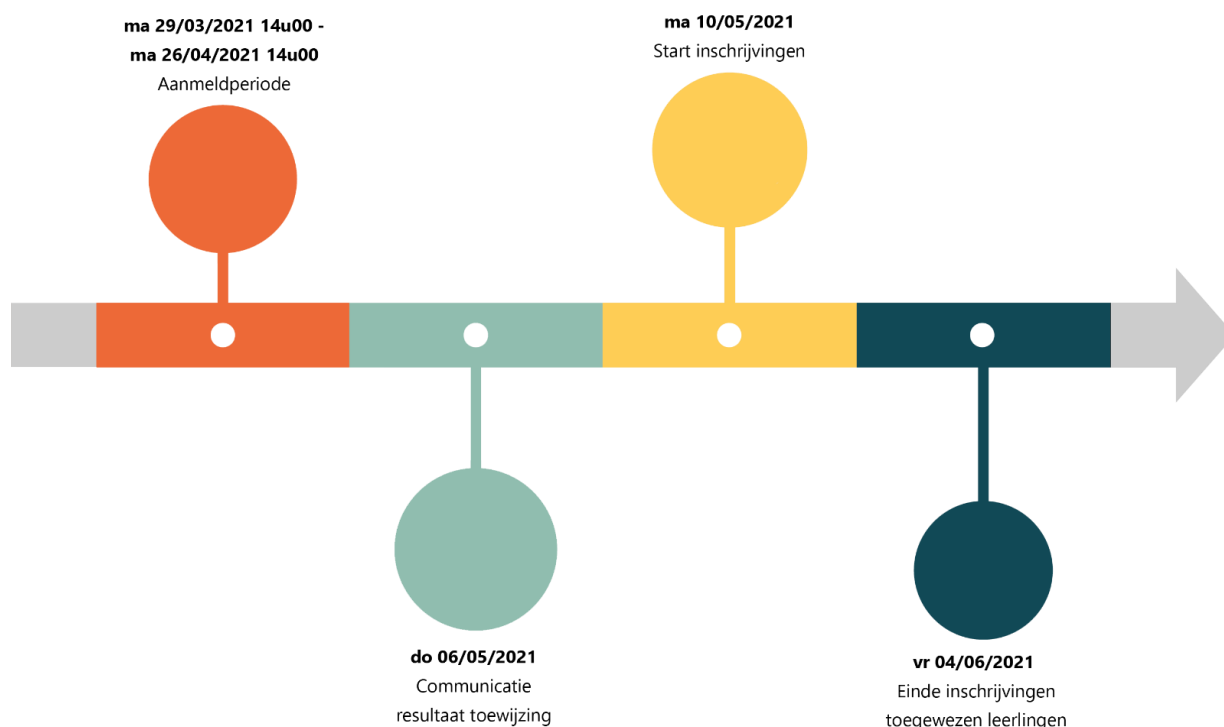 ma 29/03/2021 14u00 -
ma 26/04/2021 14u00
Aanmeldperiode
ma 10/05/2021
Start inschrijvingen
do 06/05/2021
Communicatie
resultaat toewijzing
vr 04/06/2021
Einde inschrijvingen
toegewezen leerlingen